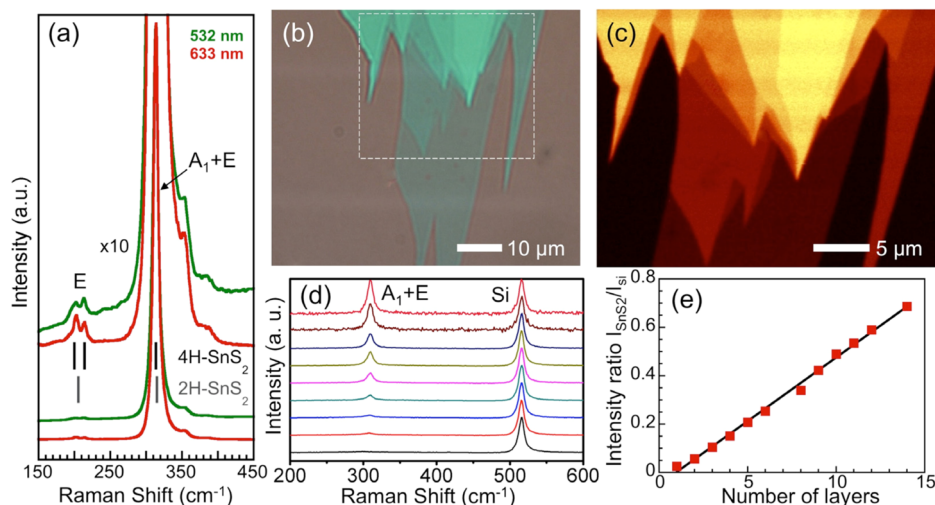 (a)
532 nm
633 nm
A1+E
x10
E
4H-SnS2
2H-SnS2
Intensity (a.u.)
150 250 350 450
Raman Shift (cm-1)
(b)
10 µm
(c)
5 µm
(d)
A1+E
Si
Intensity (a. u.)
200 300 400 500 600
Raman Shift (cm-1)
(e)
Intensity ratio ISnS2/Isi
0.8
0.6
0.4
0.2
0.0
0 5 10 15
Number of layers